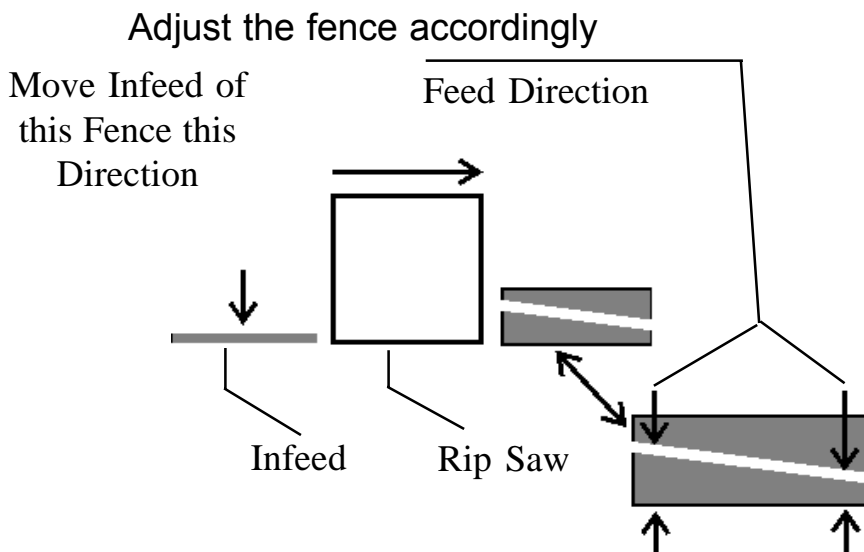 Adjust the fence accordingly
Move Infeed of
this Fence this
Direction
Feed Direction
Infeed
Rip Saw